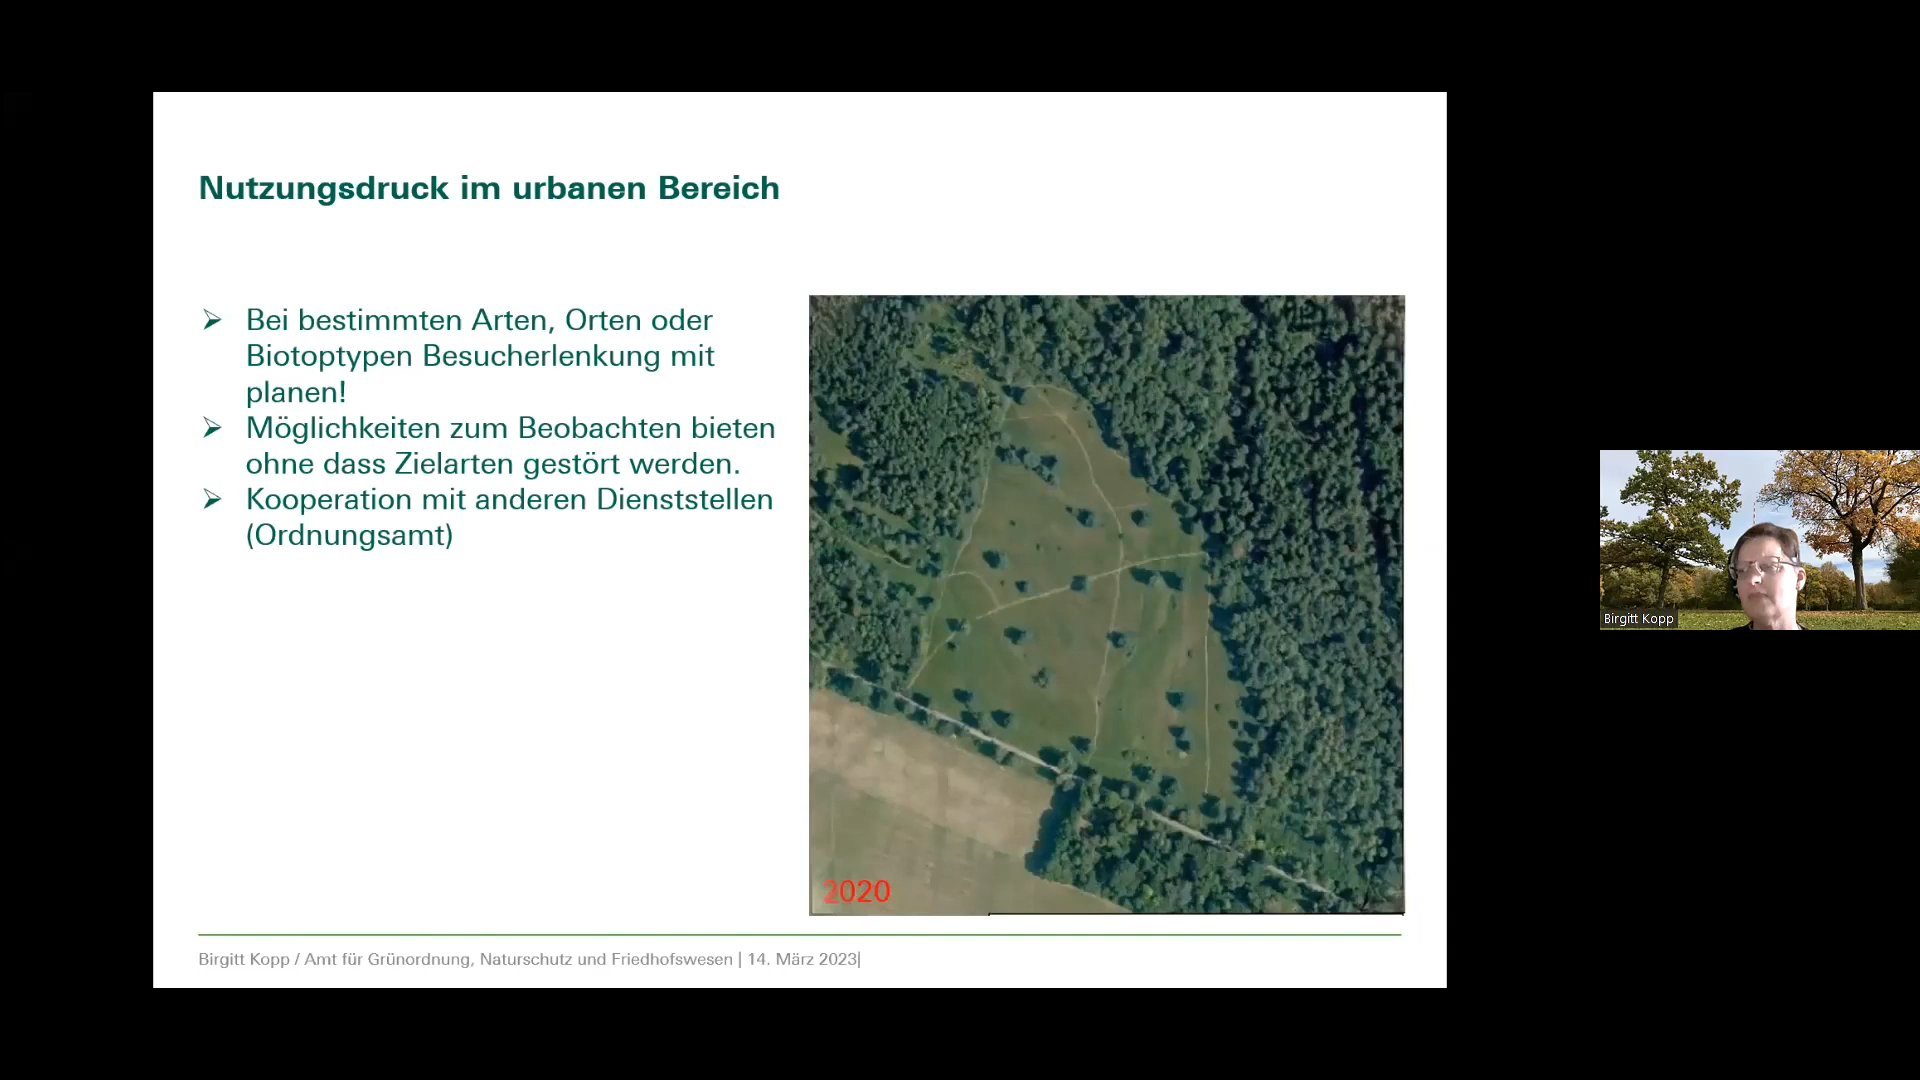 Nutzungsdruck im urbanen Bereich
Bei bestimmten Arten, Orten oder
Biotoptypen Besucherlenkung mit
planen!
Möglichkeiten zum Beobachten bieten
ohne dass Zielarten gestört werden.
Kooperation mit anderen Dienststellen
(Ordnungsamt)
2020
Birgitt Kopp / Amt für Grünordnung, Naturschutz und Friedhofswesen | 14. März 2023|
Birgitt Kopp